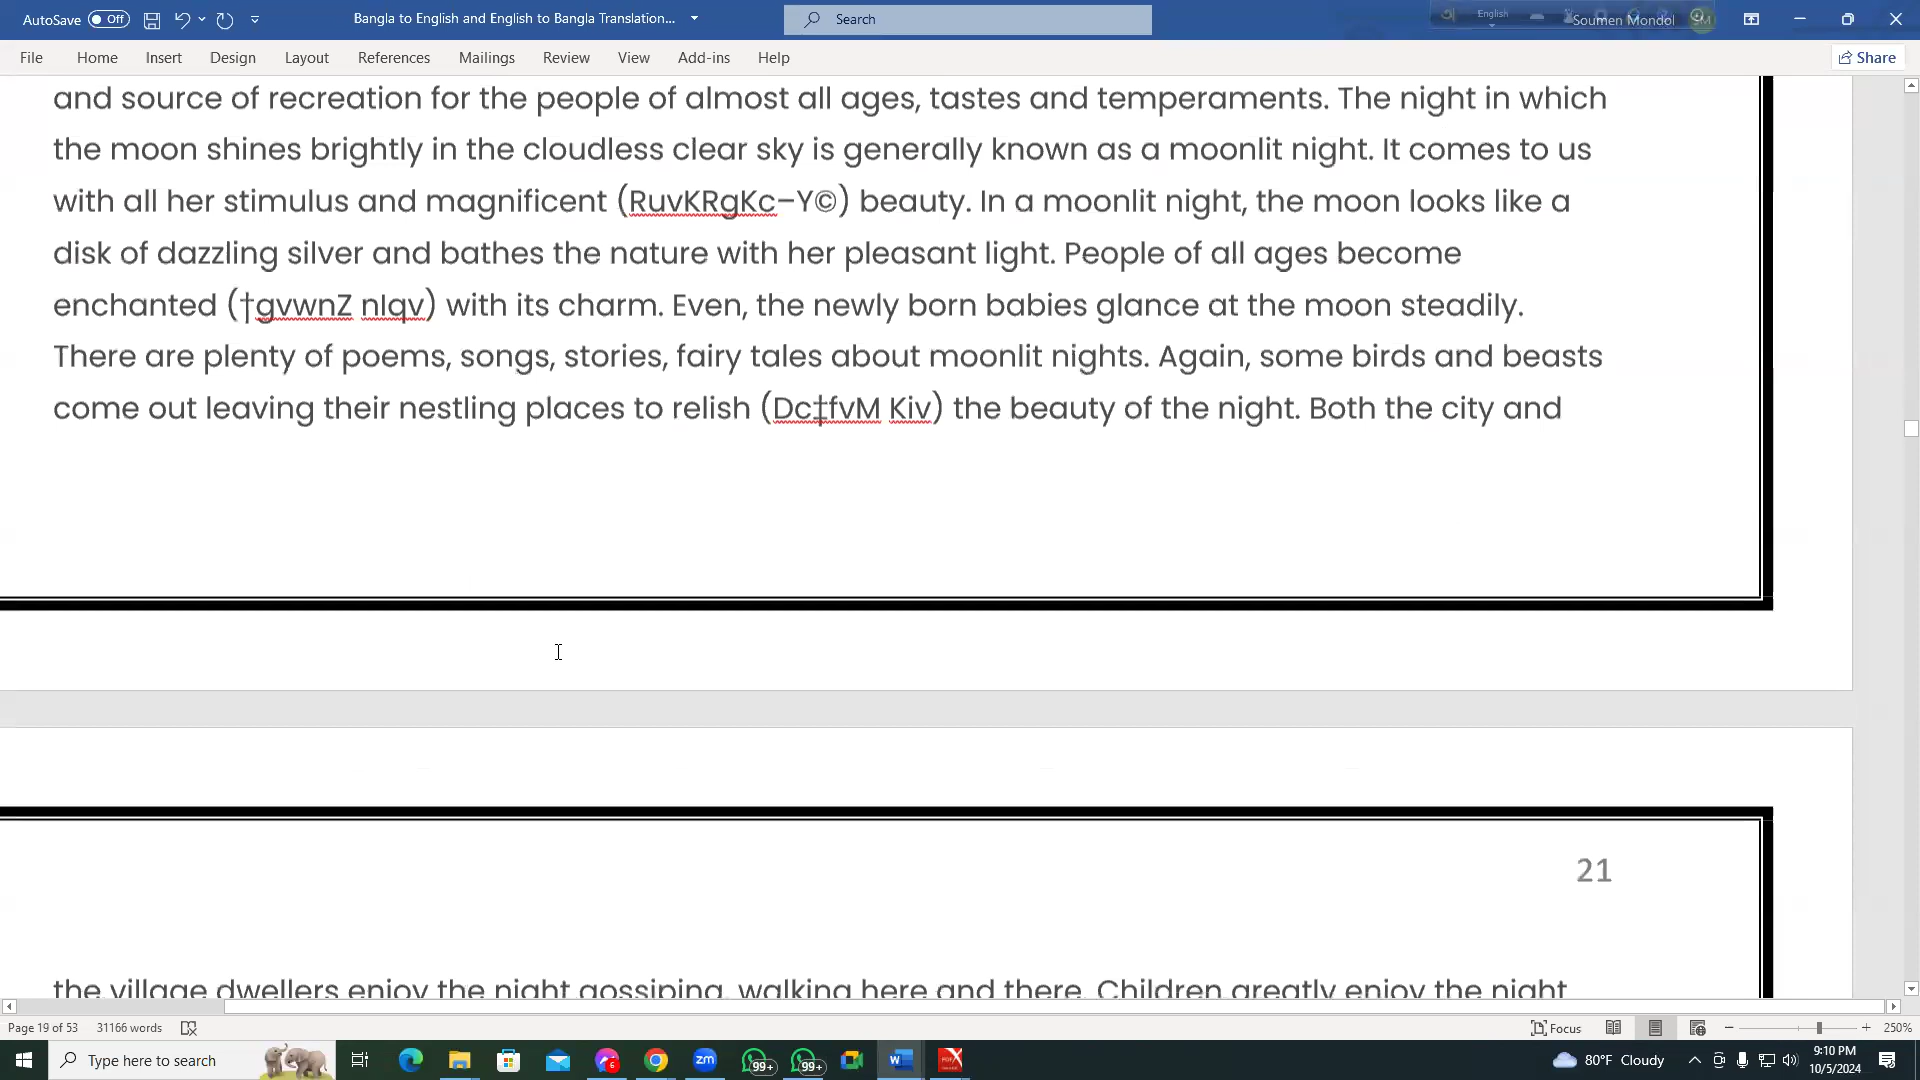 AutoSave Off Bangla to English and English to Bangla Translation... Search English Soumen Mondol
File Home Insert Design Layout References Mailings Review View Add-ins Help Share
and source of recreation for the people of almost all ages, tastes and temperaments. The night in which
the moon shines brightly in the cloudless clear sky is generally known as a moonlit night. It comes to us
with all her stimulus and magnificent (RuvKRgKc–Y©) beauty. In a moonlit night, the moon looks like a
disk of dazzling silver and bathes the nature with her pleasant light. People of all ages become
enchanted (†gvwnZ nIqv) with its charm. Even, the newly born babies glance at the moon steadily.
There are plenty of poems, songs, stories, fairy tales about moonlit nights. Again, some birds and beasts
come out leaving their nestling places to relish (Dc‡fvM Kiv) the beauty of the night. Both the city and
21
the village dwellers enjoy the night gossiping, walking here and there. Children greatly enjoy the night
Page 19 of 53 31166 words Focus 250%
Type here to search 6 zm 99+ 99+ W PDF 80°F Cloudy 9:10 PM
10/5/2024